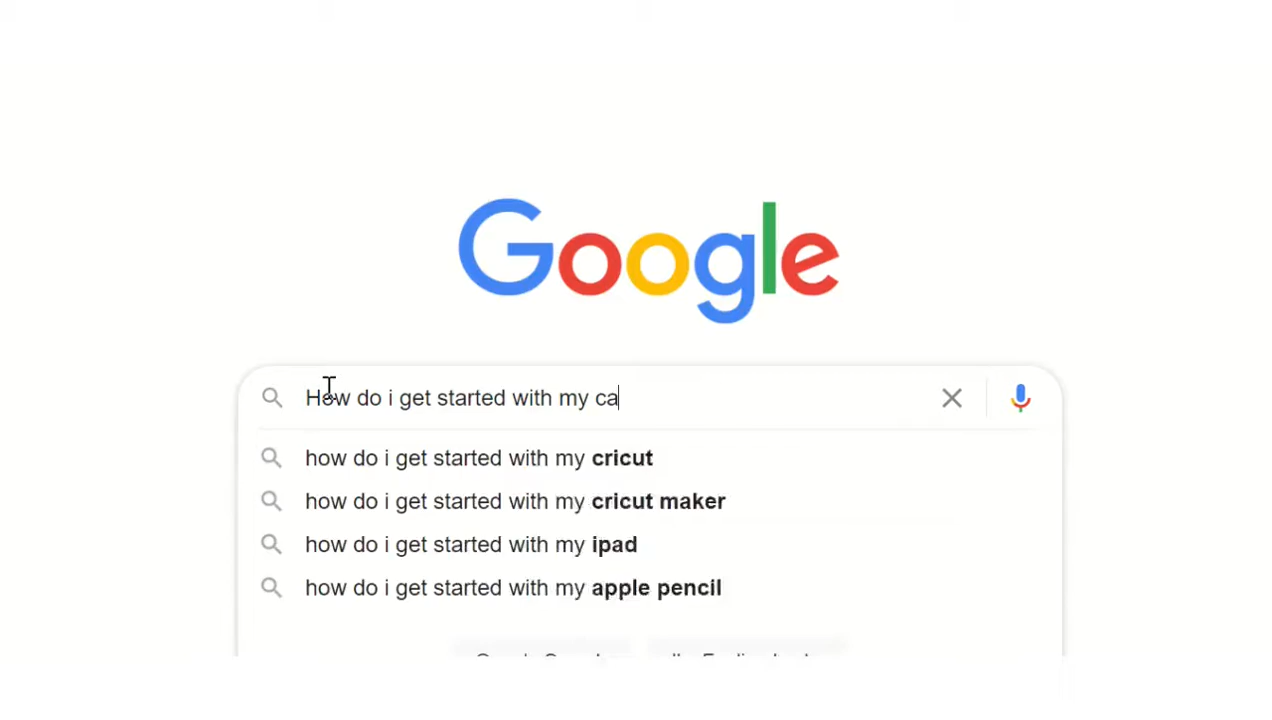 Google
How do i get started with my ca
how do i get started with my cricut
how do i get started with my cricut maker
how do i get started with my ipad
how do i get started with my apple pencil